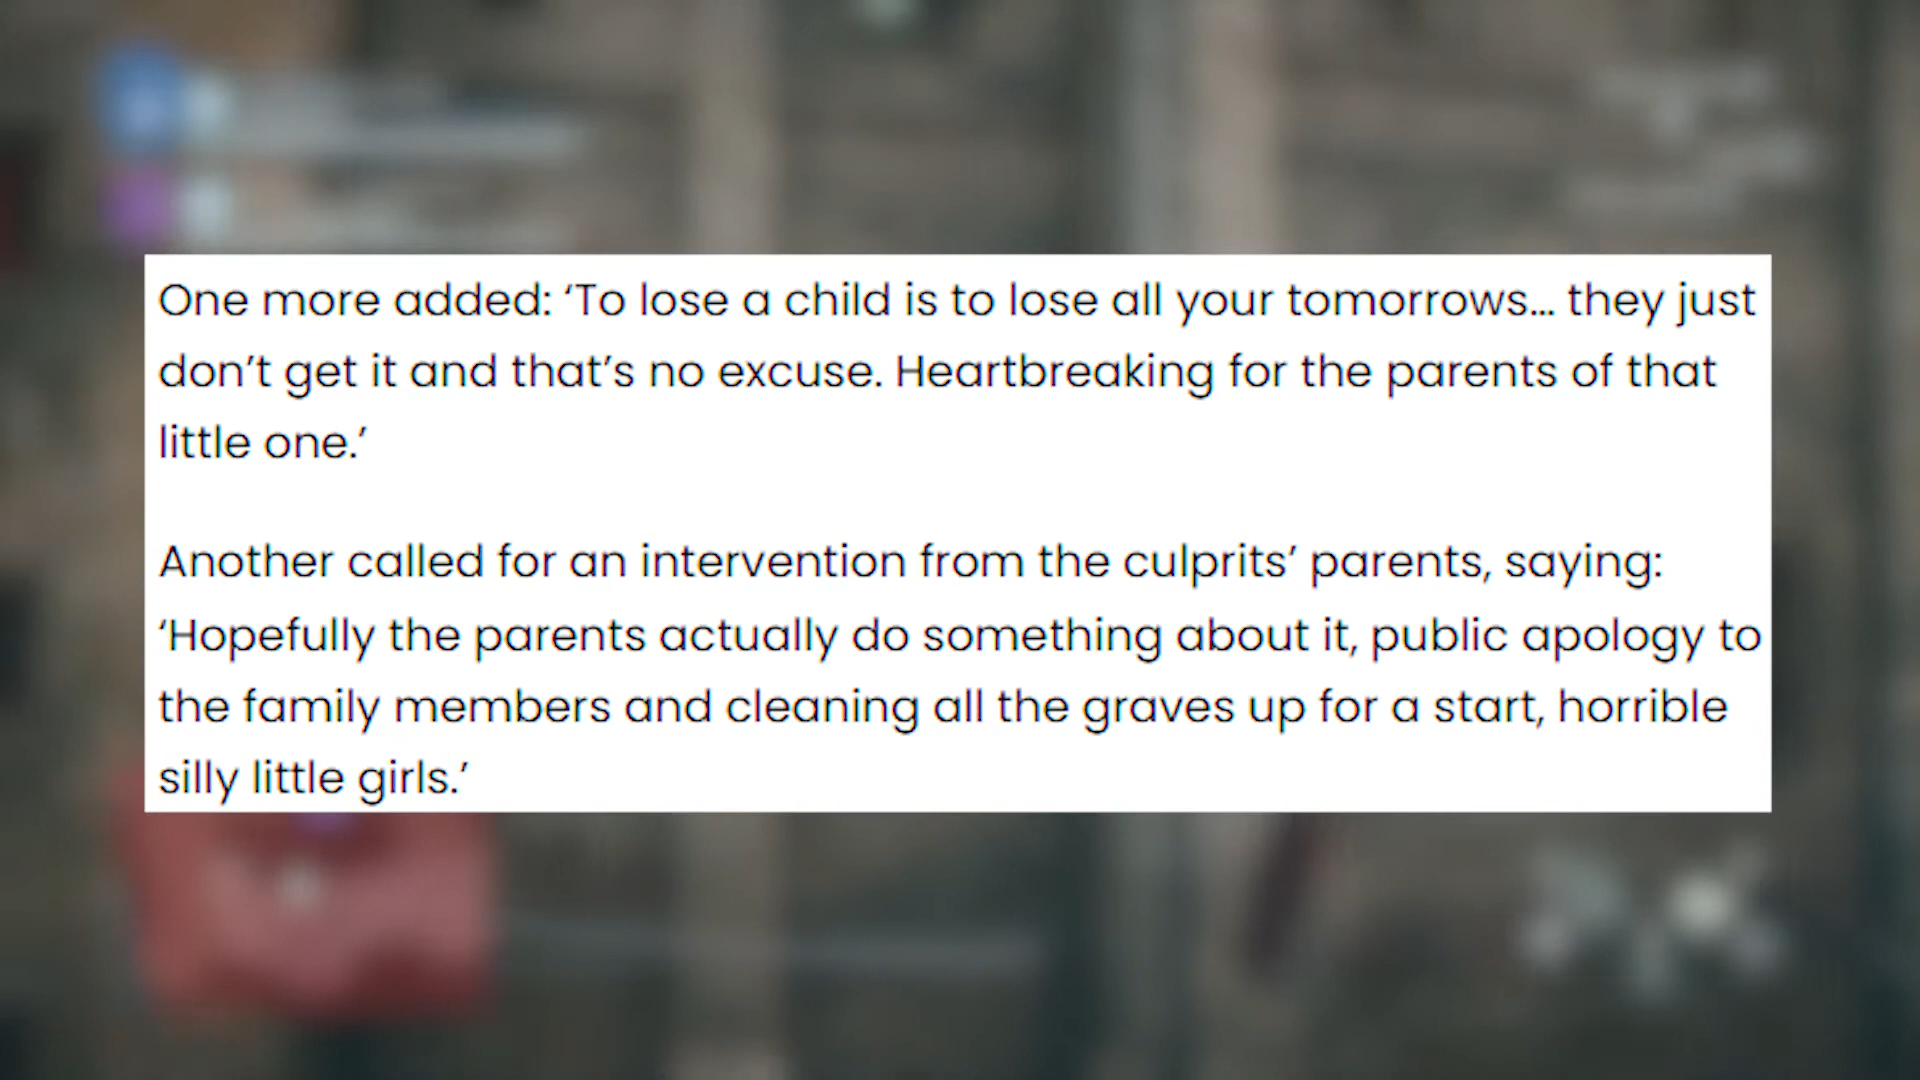 One more added: ‘To lose a child is to lose all your tomorrows... they just
don’t get it and that’s no excuse. Heartbreaking for the parents of that
little one.’
Another called for an intervention from the culprits’ parents, saying:
‘Hopefully the parents actually do something about it, public apology to
the family members and cleaning all the graves up for a start, horrible
silly little girls.’